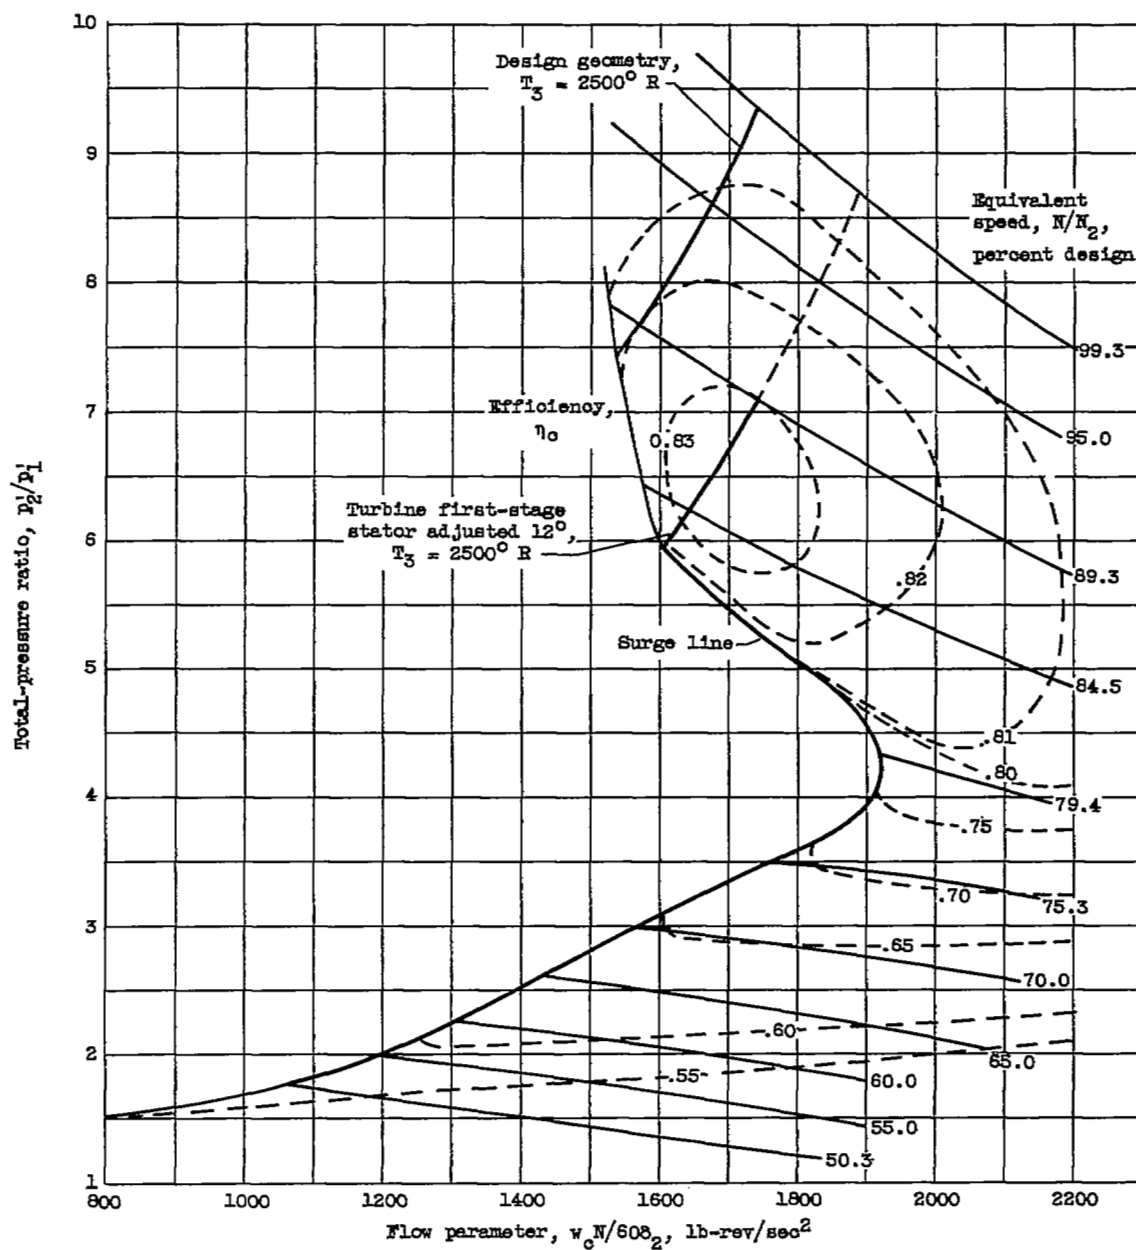 10
Design geometry,
T3 = 2500° R
9
Equivalent
speed, N/N2,
percent design
8
99.3
7
Efficiency,
ηc
0.83
95.0
Total-pressure ratio, p2'/p1'
Turbine first-stage
stator adjusted 12°,
T3 = 2500° R
6
.82
89.3
Surge line
5
84.5
.81
.80
4
79.4
.75
.70
75.3
3
.65
70.0
.60
2
65.0
.55
60.0
55.0
50.3
1
800 1000 1200 1400 1600 1800 2000 2200
Flow parameter, wcN/60δ2, lb-rev/sec2